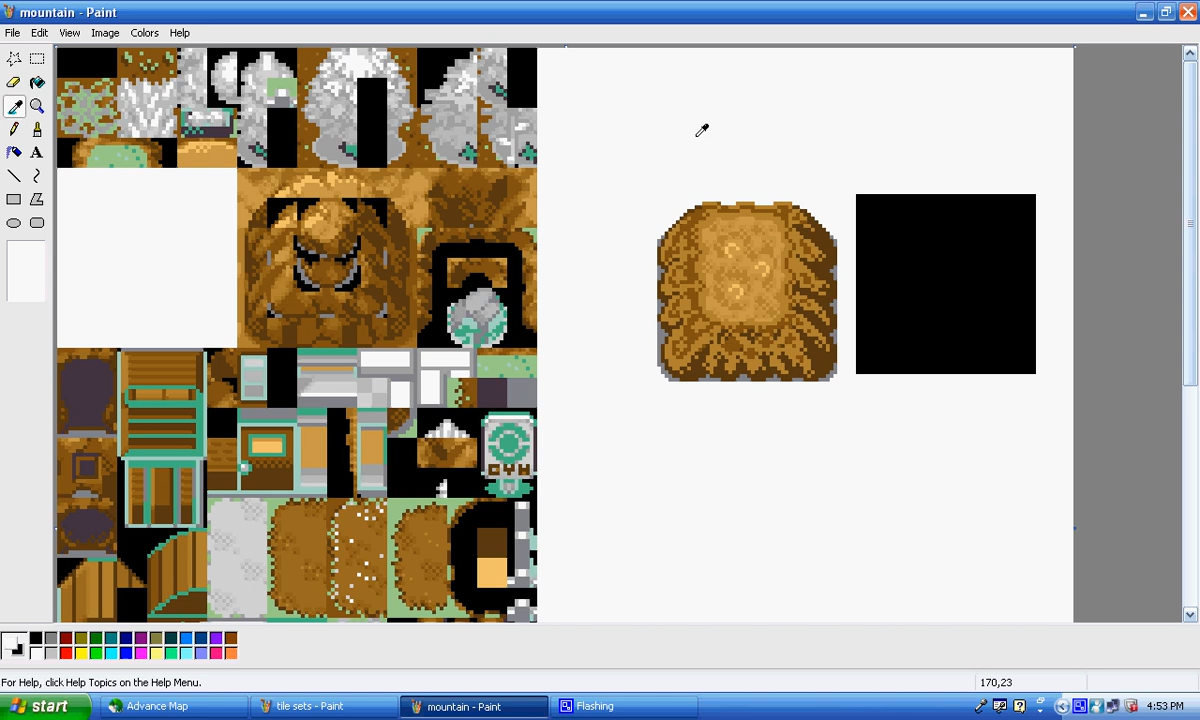 mountain - Paint
File Edit View Image Colors Help
GYM
For Help, click Help Topics on the Help Menu.
170,23
start
Advance Map
tile sets - Paint
mountain - Paint
Flashing
4:53 PM